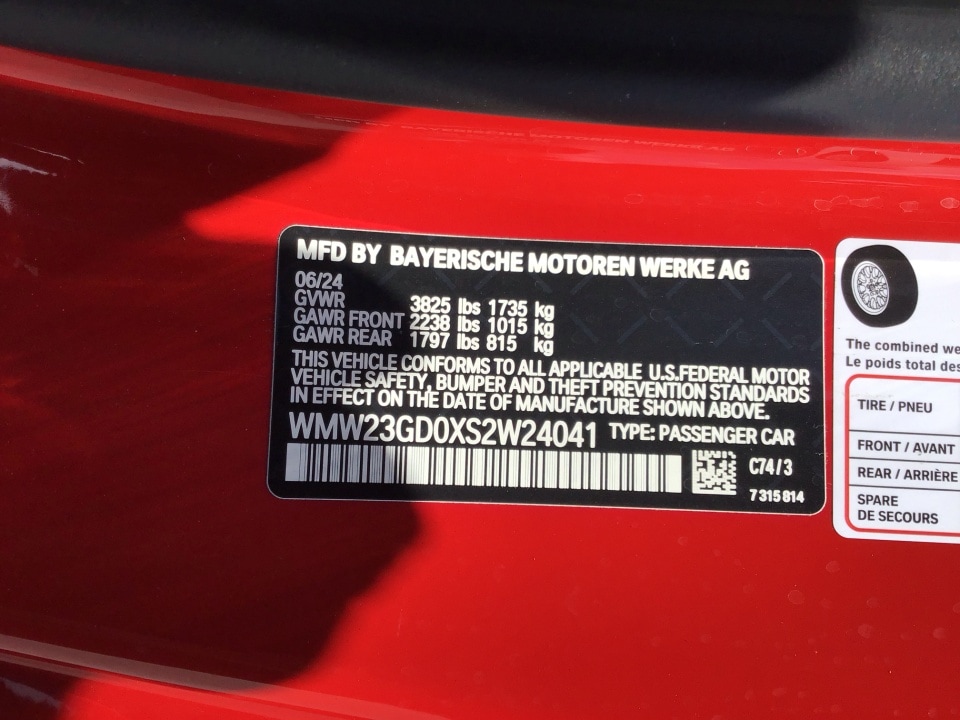 MFD BY BAYERISCHE MOTOREN WERKE AG
06/24
GVWR 3825 lbs 1735 kg
GAWR FRONT 2238 lbs 1015 kg
GAWR REAR 1797 lbs 815 kg
THIS VEHICLE CONFORMS TO ALL APPLICABLE U.S.FEDERAL MOTOR
VEHICLE SAFETY, BUMPER AND THEFT PREVENTION STANDARDS
IN EFFECT ON THE DATE OF MANUFACTURE SHOWN ABOVE.
WMW23GD0XS2W24041 TYPE: PASSENGER CAR
C74/3
7315814
The combined we
Le poids total des
TIRE / PNEU
FRONT / AVANT
REAR / ARRIÈRE
SPARE
DE SECOURS